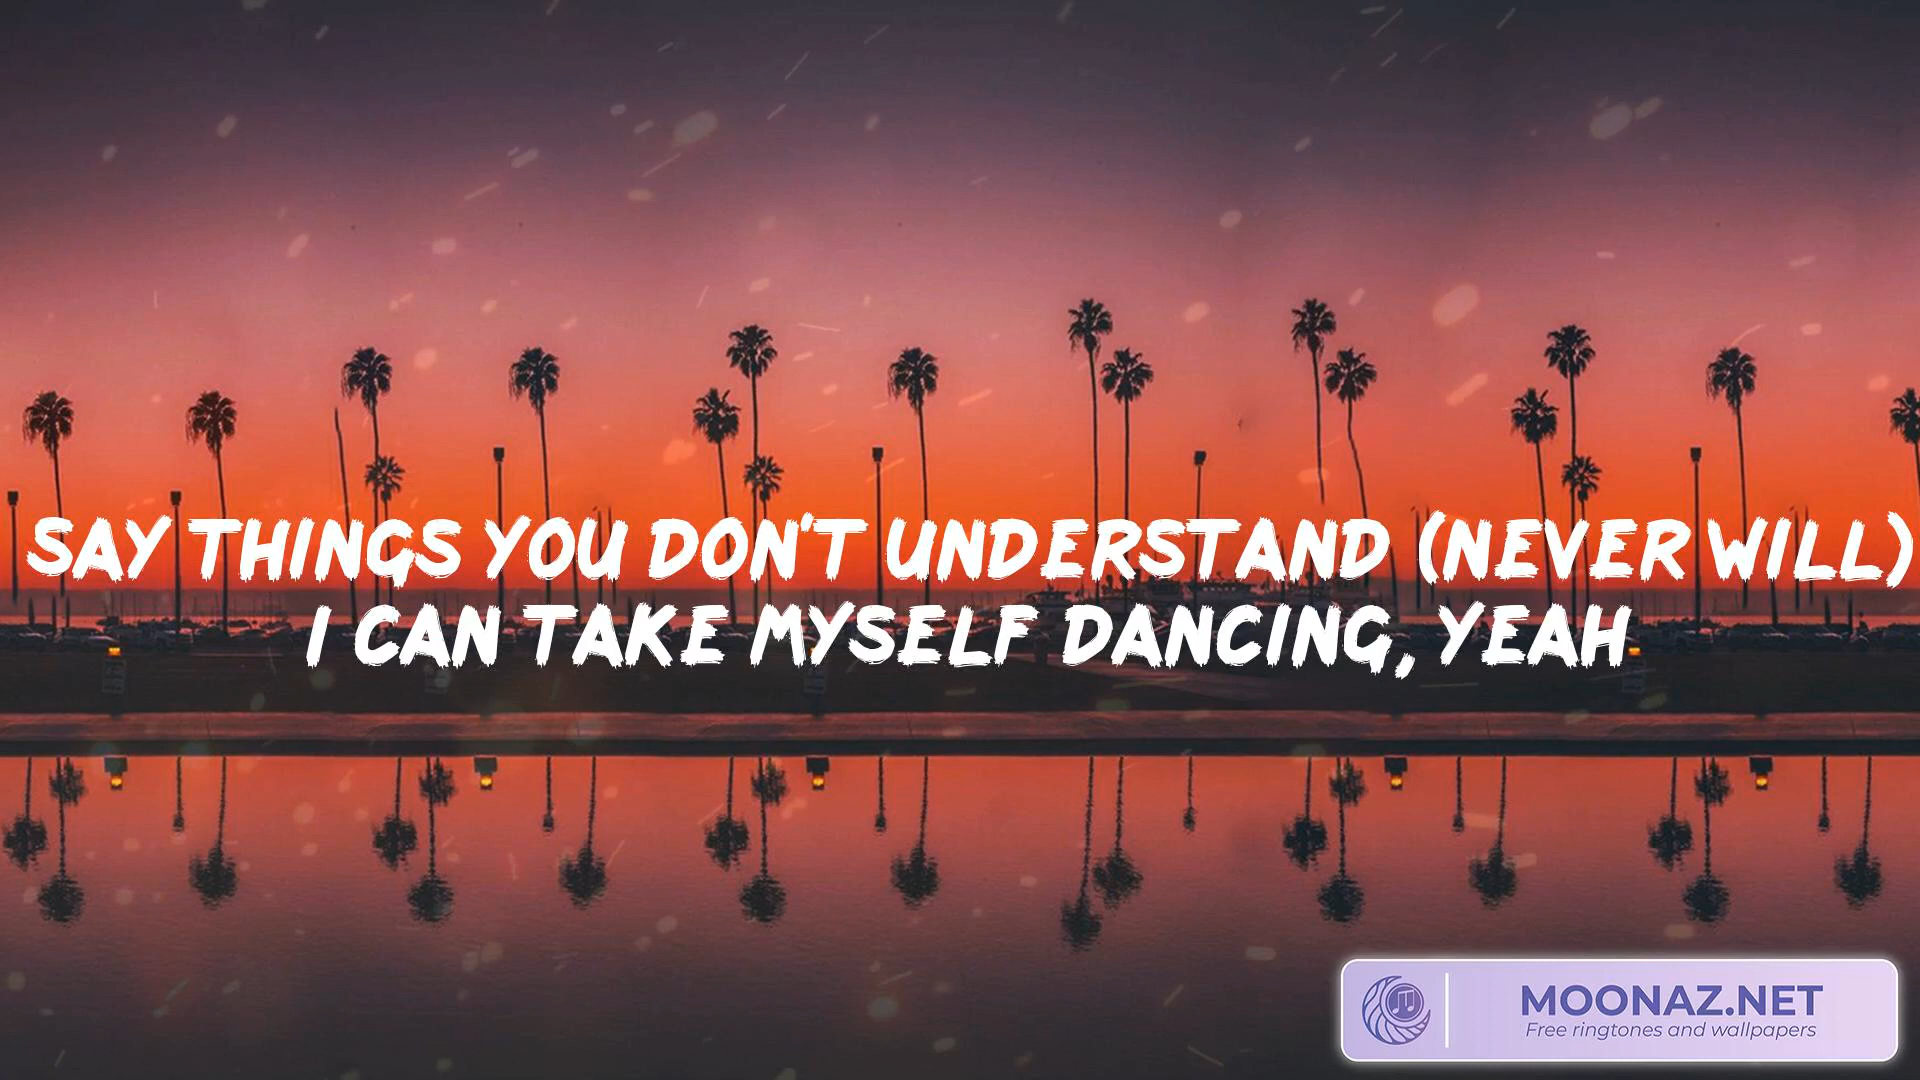 SAY THINGS YOU DON'T UNDERSTAND (NEVER WILL)
I CAN TAKE MYSELF DANCING, YEAH
MOONAZ.NET
Free ringtones and wallpapers